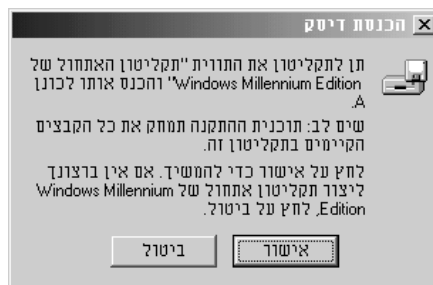 הכנסת דיסק
תן לתקליטון את התווית "תקליטון האתחול של
Windows Millennium Edition" והכנס אותו לכונן
A.
שים לב: תוכנית ההתקנה תמחק את כל הקבצים
הקיימים בתקליטון זה.
לחץ על אישור כדי להמשיך. אם אין ברצונך
ליצור תקליטון אתחול של Windows Millennium
Edition, לחץ על ביטול.
אישור
ביטול